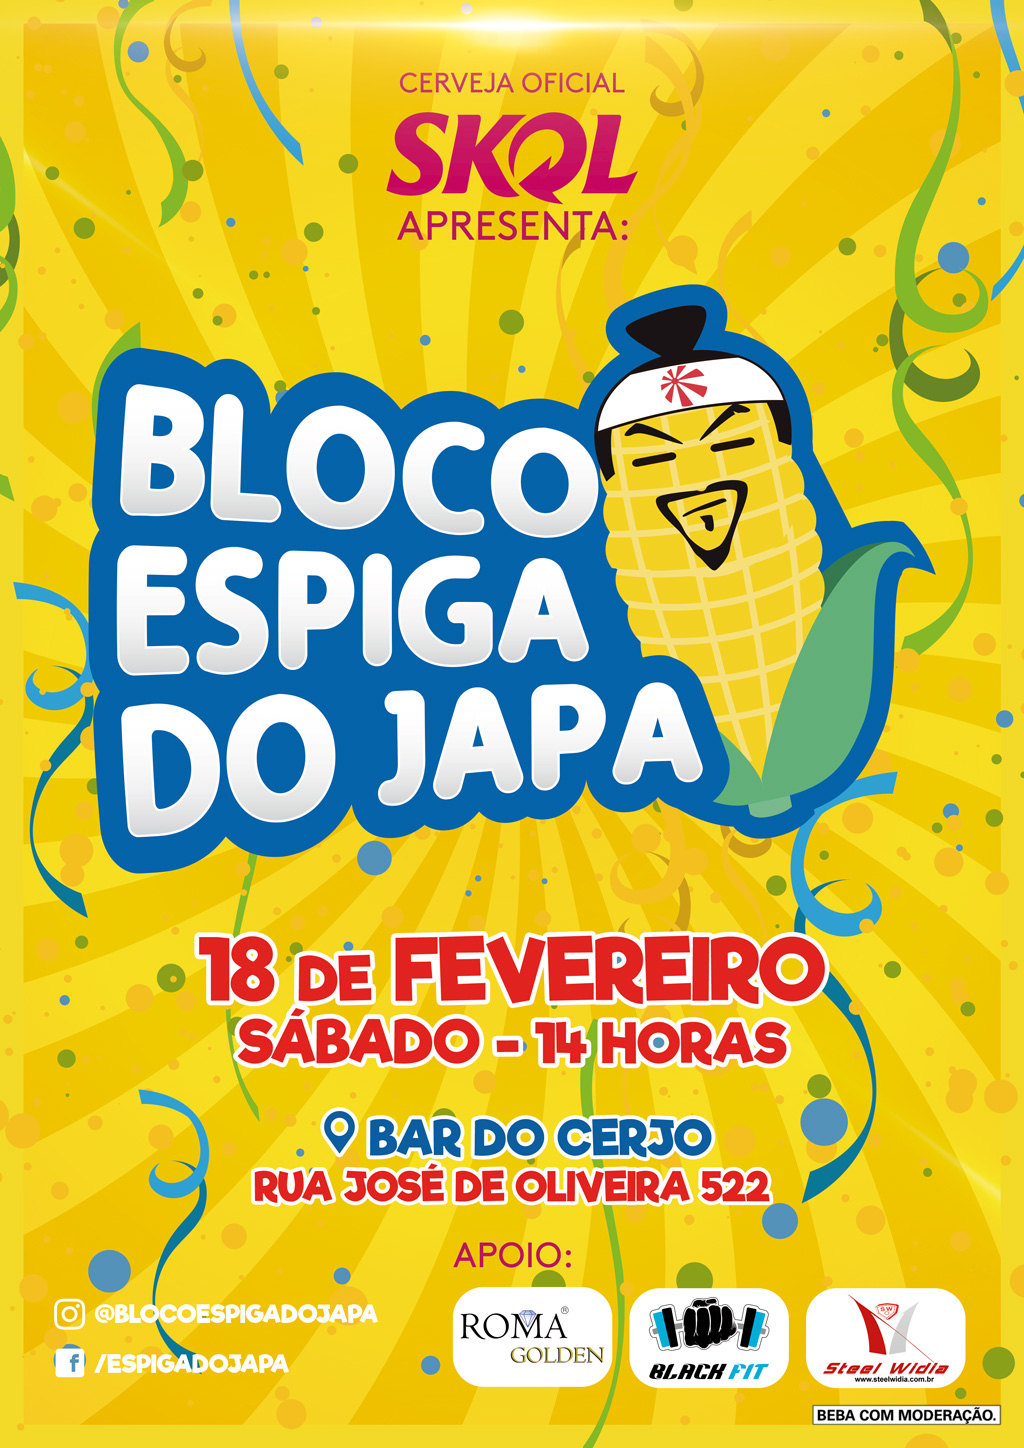 CERVEJA OFICIAL
SKOL
APRESENTA:
BLOCO
ESPIGA
DO JAPA
18 DE FEVEREIRO
SÁBADO - 14 HORAS
BAR DO CERJO
RUA JOSÉ DE OLIVEIRA 522
APOIO:
@BLOCOESPIGADOJAPA
/ESPIGADOJAPA
ROMA®
GOLDEN
BLACK FIT
SW
Steel Widia
www.steelwidia.com.br
BEBA COM MODERAÇÃO.